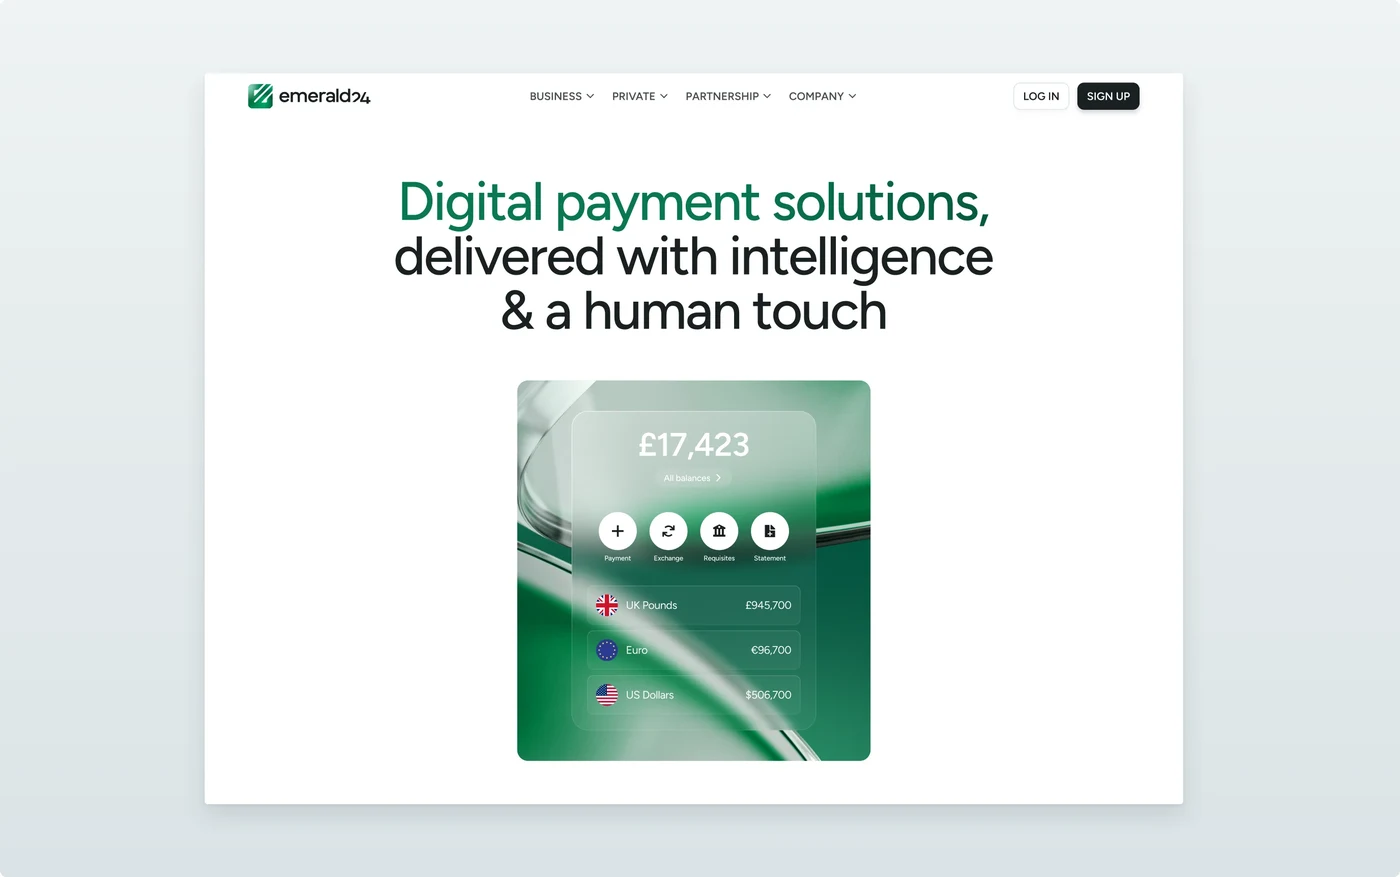 emerald24
BUSINESS
PRIVATE
PARTNERSHIP
COMPANY
LOG IN
SIGN UP
Digital payment solutions,
delivered with intelligence
& a human touch
£17,423
All balances
Payment
Exchange
Requisites
Statement
UK Pounds £945,700
Euro €96,700
US Dollars $506,700